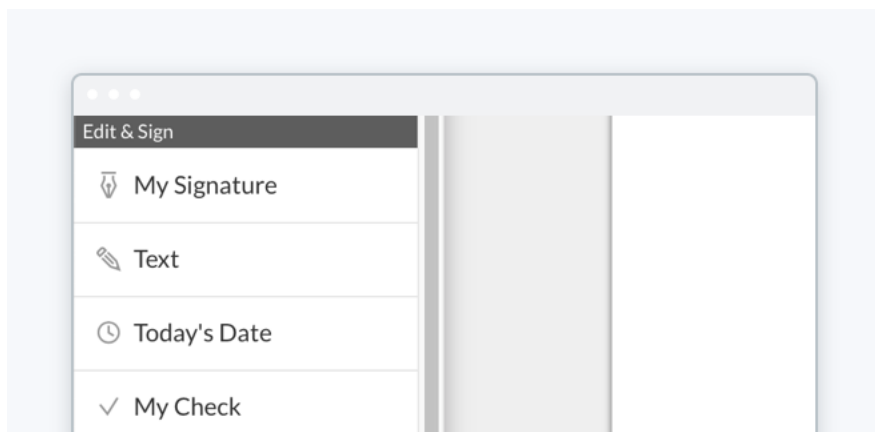 Edit & Sign
My Signature
Text
Today's Date
My Check